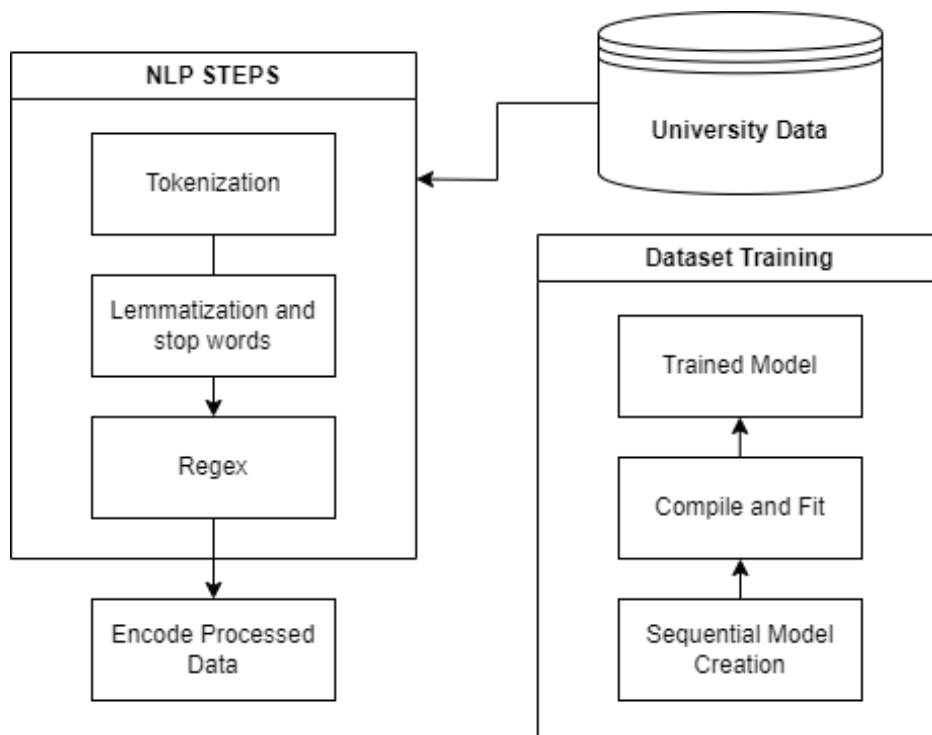 NLP STEPS
Tokenization
Lemmatization and
stop words
Regex
Encode Processed
Data
University Data
Dataset Training
Trained Model
Compile and Fit
Sequential Model
Creation